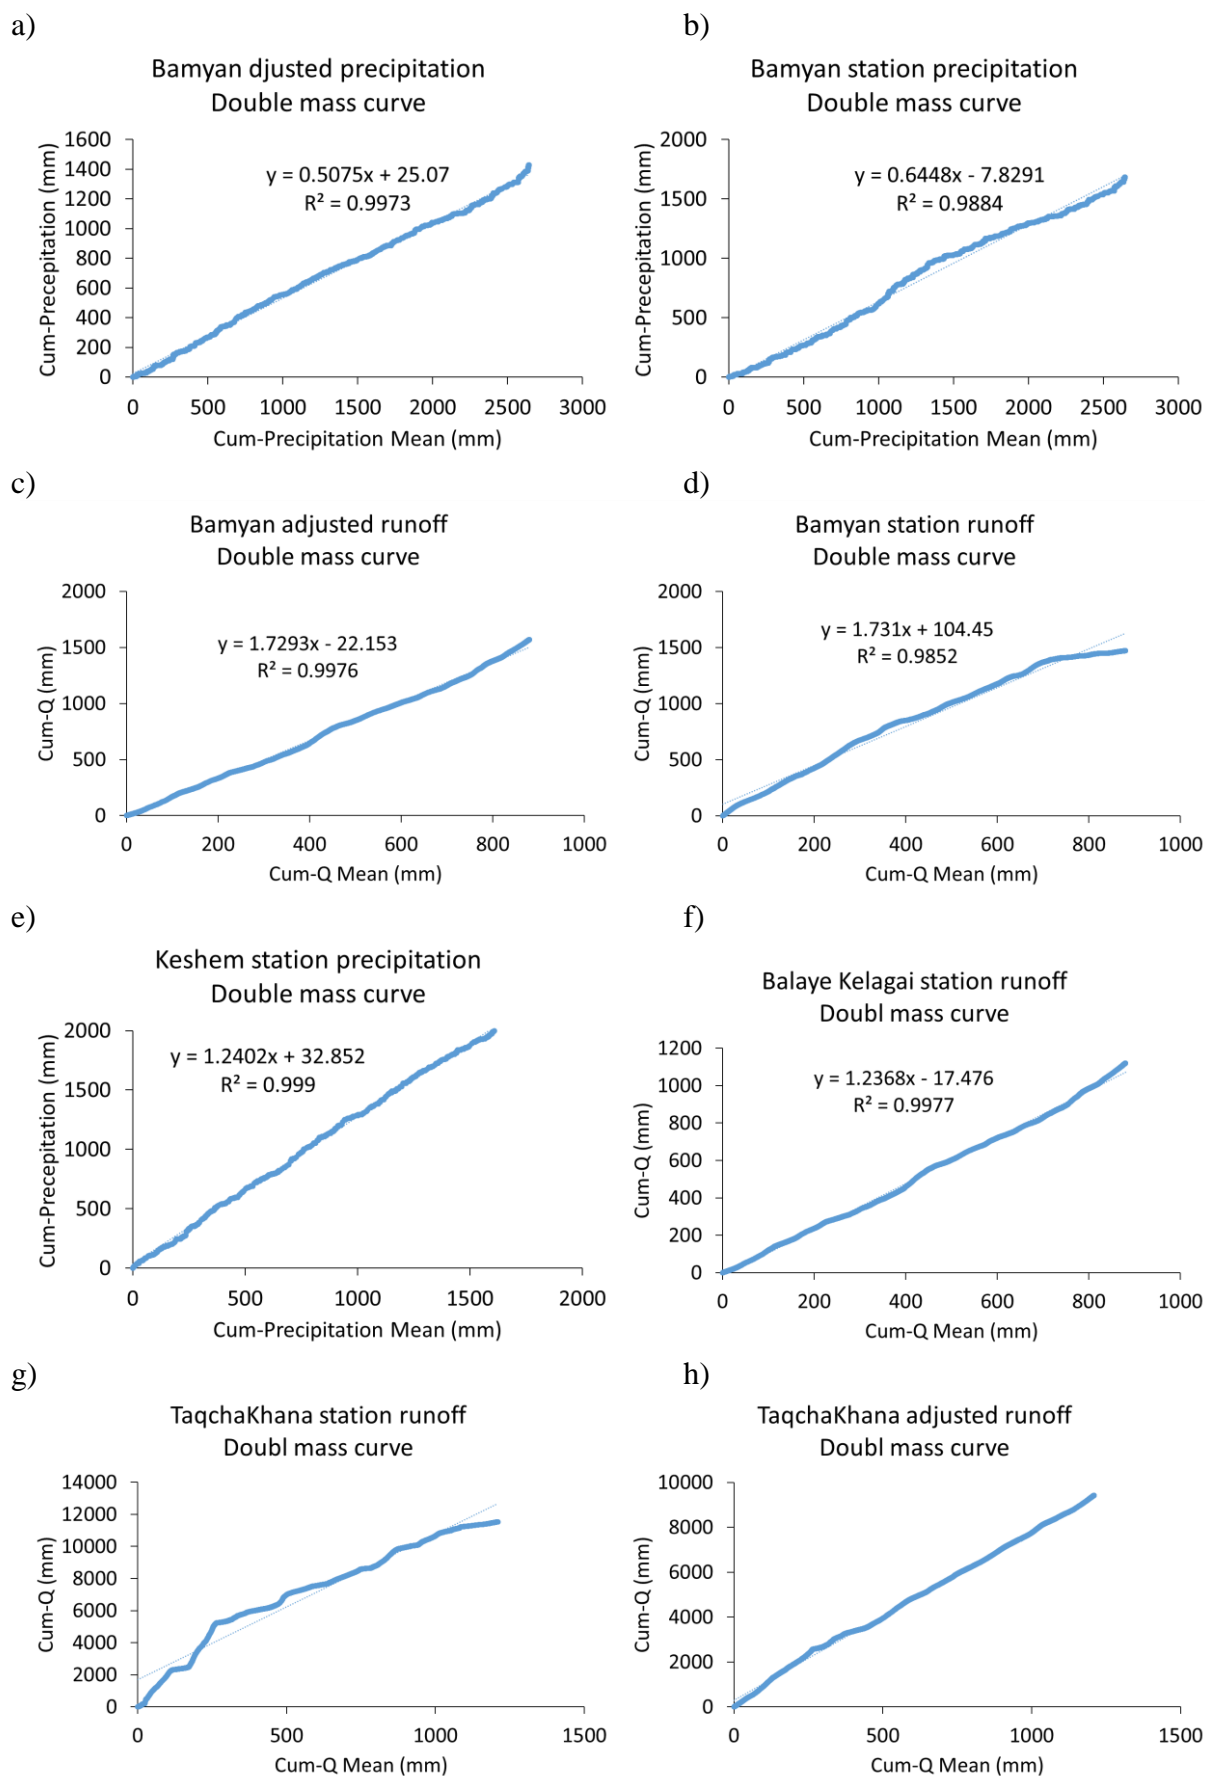 a)
Bamyan djusted precipitation
Double mass curve
Cum-Precepitation (mm)
1600
1400
1200
1000
800
600
400
200
0
y = 0.5075x + 25.07
R² = 0.9973
0 500 1000 1500 2000 2500 3000
Cum-Precipitation Mean (mm)
b)
Bamyan station precipitation
Double mass curve
Cum-Precepitation (mm)
2000
1500
1000
500
0
y = 0.6448x - 7.8291
R² = 0.9884
0 500 1000 1500 2000 2500 3000
Cum-Precipitation Mean (mm)
c)
Bamyan adjusted runoff
Double mass curve
Cum-Q (mm)
2000
1500
1000
500
0
y = 1.7293x - 22.153
R² = 0.9976
0 200 400 600 800 1000
Cum-Q Mean (mm)
d)
Bamyan station runoff
Double mass curve
Cum-Q (mm)
2000
1500
1000
500
0
y = 1.731x + 104.45
R² = 0.9852
0 200 400 600 800 1000
Cum-Q Mean (mm)
e)
Keshem station precipitation
Double mass curve
Cum-Precepitation (mm)
2000
1500
1000
500
0
y = 1.2402x + 32.852
R² = 0.999
0 500 1000 1500 2000
Cum-Precipitation Mean (mm)
f)
Balaye Kelagai station runoff
Doubl mass curve
Cum-Q (mm)
1200
1000
800
600
400
200
0
y = 1.2368x - 17.476
R² = 0.9977
0 200 400 600 800 1000
Cum-Q Mean (mm)
g)
TaqchaKhana station runoff
Doubl mass curve
Cum-Q (mm)
14000
12000
10000
8000
6000
4000
2000
0
0 500 1000 1500
Cum-Q Mean (mm)
h)
TaqchaKhana adjusted runoff
Doubl mass curve
Cum-Q (mm)
10000
8000
6000
4000
2000
0
0 500 1000 1500
Cum-Q Mean (mm)